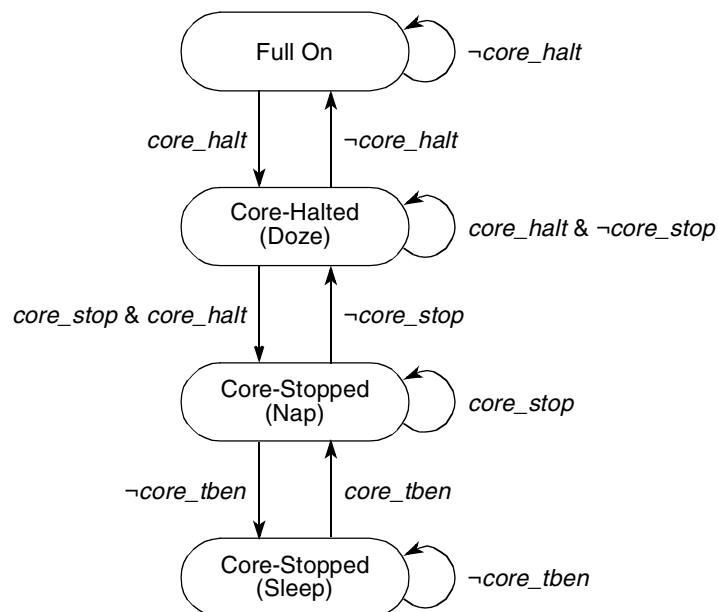 Full On
¬core_halt
core_halt
¬core_halt
Core-Halted
(Doze)
core_halt & ¬core_stop
core_stop & core_halt
¬core_stop
Core-Stopped
(Nap)
core_stop
¬core_tben
core_tben
Core-Stopped
(Sleep)
¬core_tben